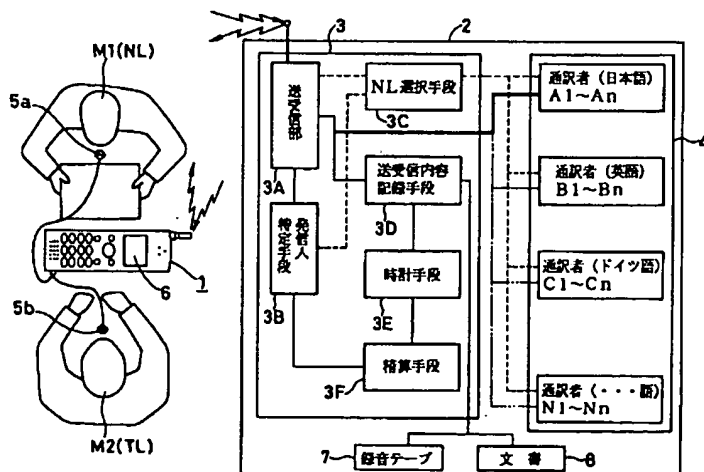 M1(NL)
5a
1
6
5b
M2(TL)
3
2
4
送受信部
3A
NL選択手段
3C
送受信内容
記録手段
3D
発信人
特定手段
3B
時計手段
3E
精算手段
3F
通訳者(日本語)
A1~An
通訳者(英語)
B1~Bn
通訳者(ドイツ語)
C1~Cn
通訳者(・・・語)
N1~Nn
7
録音テープ
文書
8